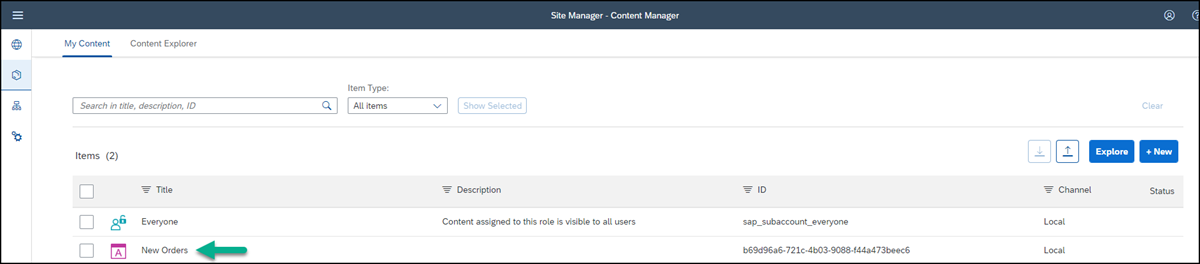 Site Manager - Content Manager
My Content Content Explorer
Item Type:
Search in title, description, ID All items Show Selected Clear
Items (2) Explore + New
Title Description ID Channel Status
Everyone Content assigned to this role is visible to all users sap_subaccount_everyone Local
A New Orders b69d96a6-721c-4b03-9088-f44a473beec6 Local